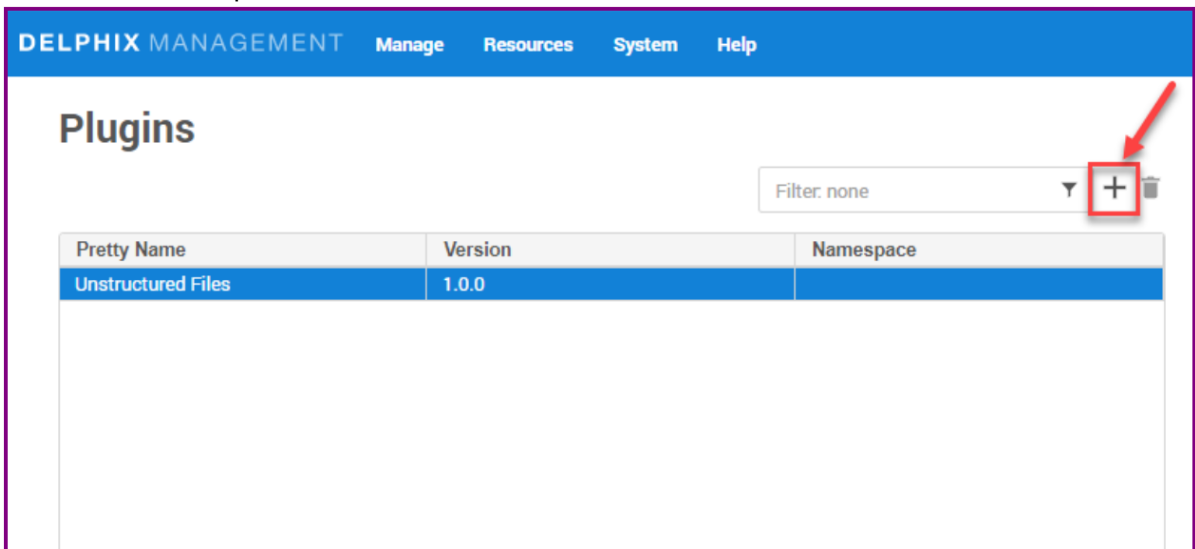 DELPHIX MANAGEMENT Manage Resources System Help
Plugins
Filter: none
Pretty Name Version Namespace
Unstructured Files 1.0.0